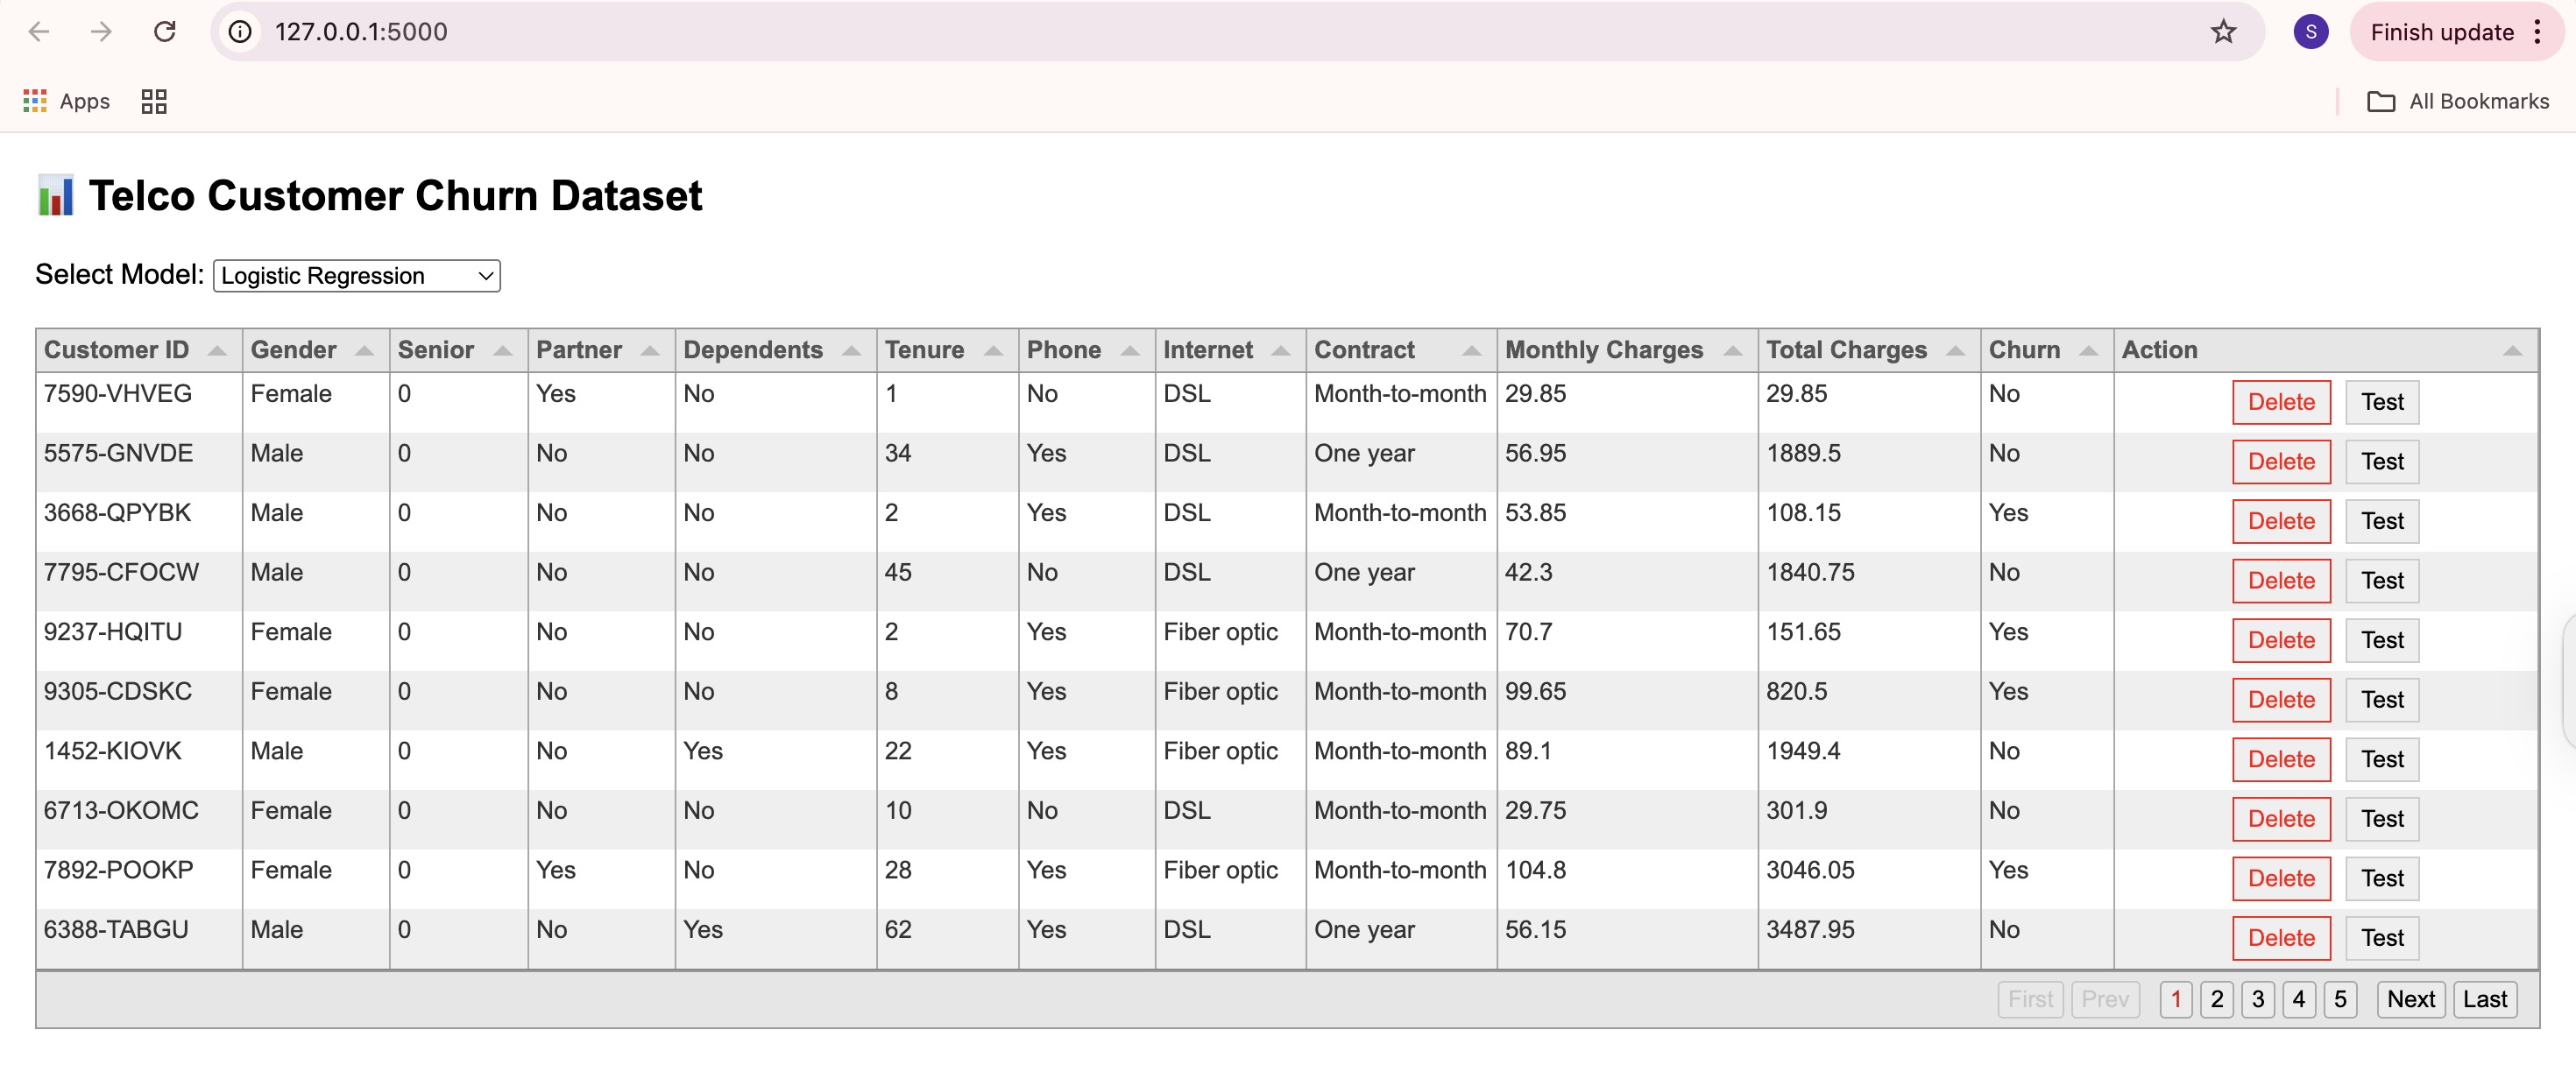 127.0.0.1:5000
S
Finish update
Apps
All Bookmarks
Telco Customer Churn Dataset
Select Model: Logistic Regression
Customer ID Gender Senior Partner Dependents Tenure Phone Internet Contract Monthly Charges Total Charges Churn Action
7590-VHVEG Female 0 Yes No 1 No DSL Month-to-month 29.85 29.85 No Delete Test
5575-GNVDE Male 0 No No 34 Yes DSL One year 56.95 1889.5 No Delete Test
3668-QPYBK Male 0 No No 2 Yes DSL Month-to-month 53.85 108.15 Yes Delete Test
7795-CFOCW Male 0 No No 45 No DSL One year 42.3 1840.75 No Delete Test
9237-HQITU Female 0 No No 2 Yes Fiber optic Month-to-month 70.7 151.65 Yes Delete Test
9305-CDSKC Female 0 No No 8 Yes Fiber optic Month-to-month 99.65 820.5 Yes Delete Test
1452-KIOVK Male 0 No Yes 22 Yes Fiber optic Month-to-month 89.1 1949.4 No Delete Test
6713-OKOMC Female 0 No No 10 No DSL Month-to-month 29.75 301.9 No Delete Test
7892-POOKP Female 0 Yes No 28 Yes Fiber optic Month-to-month 104.8 3046.05 Yes Delete Test
6388-TABGU Male 0 No Yes 62 Yes DSL One year 56.15 3487.95 No Delete Test
First Prev 1 2 3 4 5 Next Last